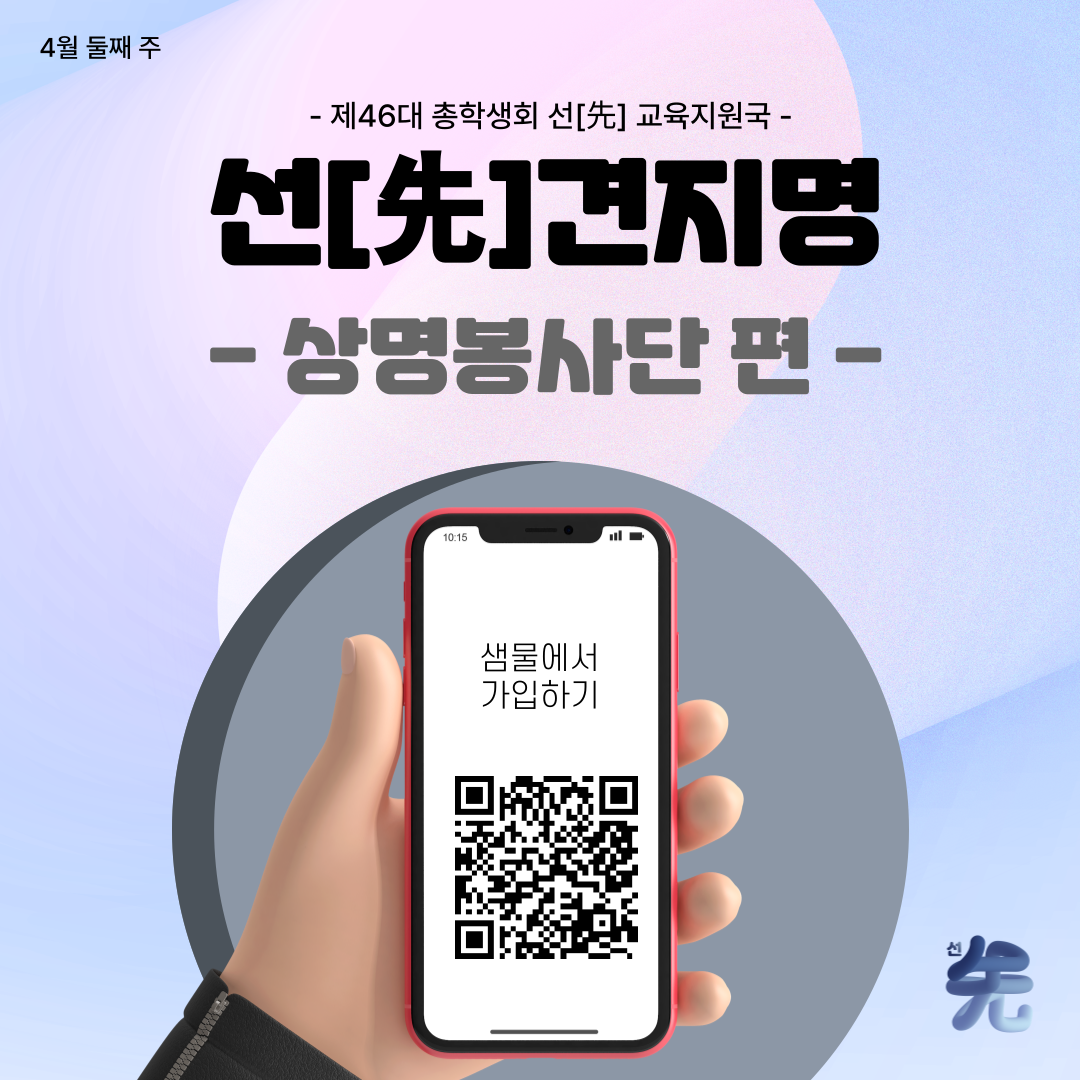 4월 둘째 주
- 제46대 총학생회 선[先] 교육지원국 -
선[先]견지명
- 상명봉사단 편 -
10:15
샘물에서
가입하기
선 先